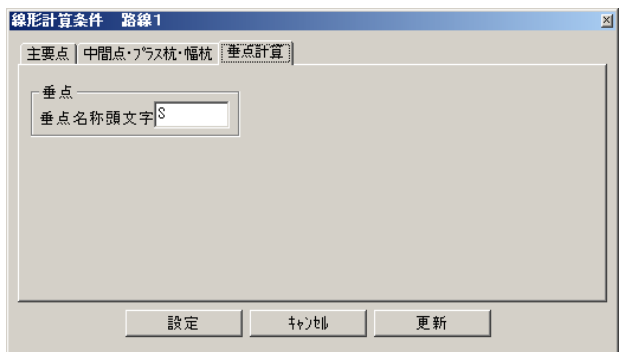 線形計算条件　路線1
主要点 中間点・プラス杭・幅杭 垂点計算
垂点
垂点名称頭文字 S
設定 キャンセル 更新